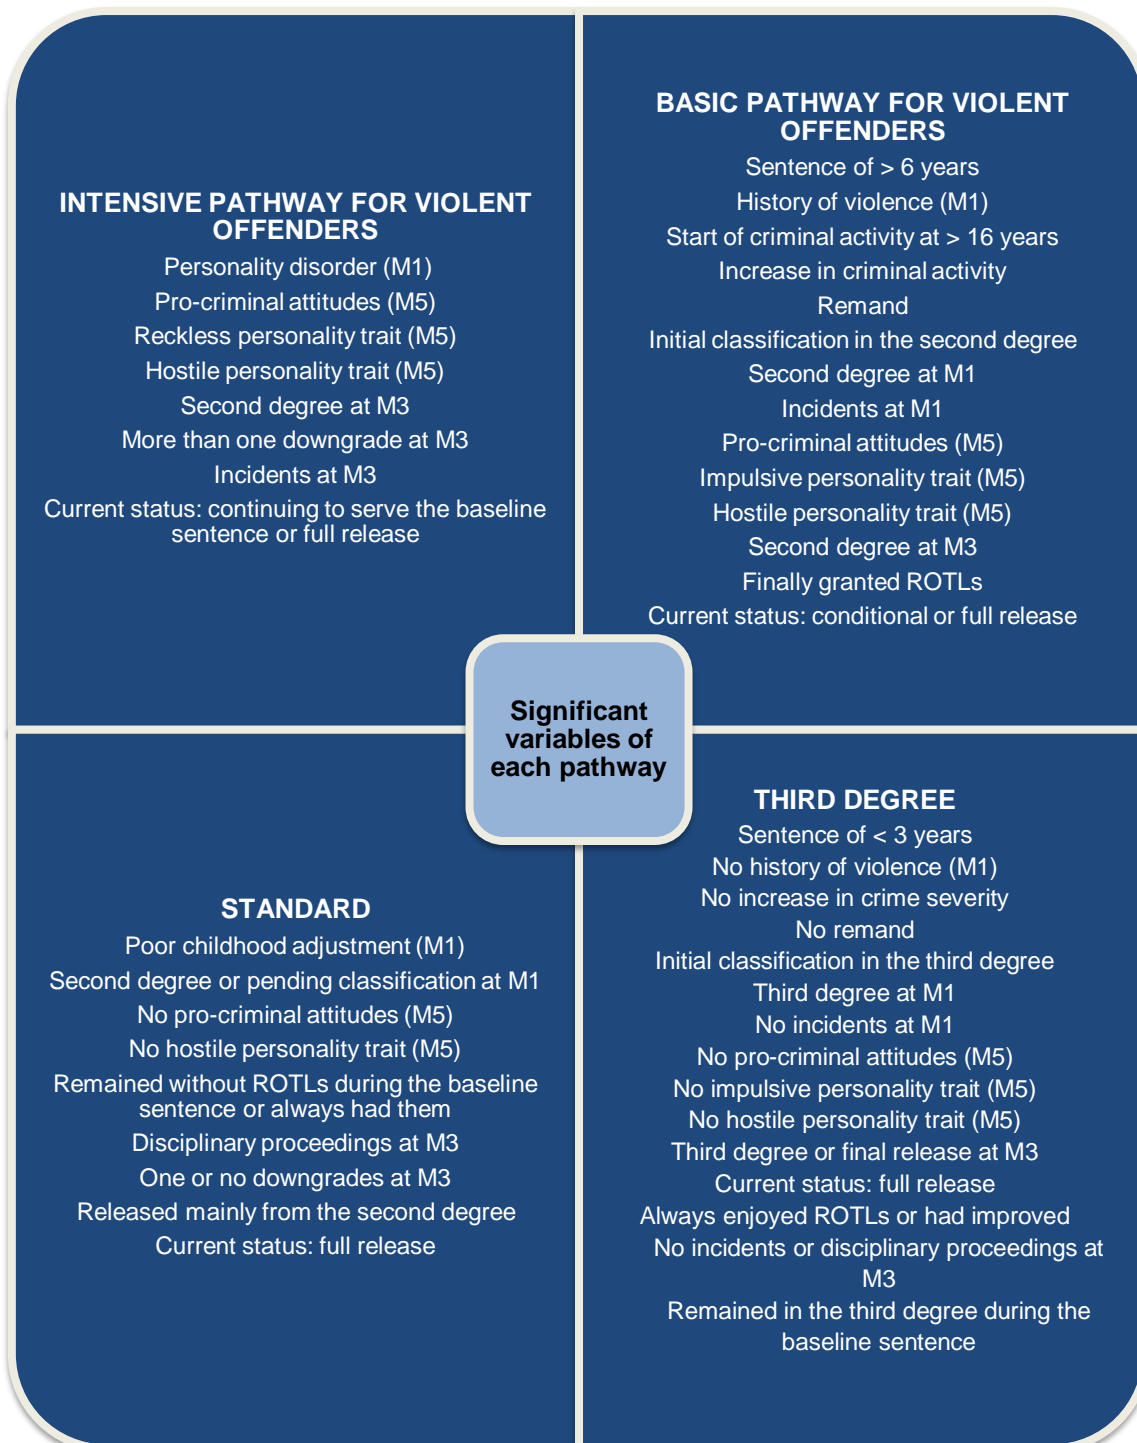 INTENSIVE PATHWAY FOR VIOLENT
OFFENDERS
Personality disorder (M1)
Pro-criminal attitudes (M5)
Reckless personality trait (M5)
Hostile personality trait (M5)
Second degree at M3
More than one downgrade at M3
Incidents at M3
Current status: continuing to serve the baseline
sentence or full release
BASIC PATHWAY FOR VIOLENT
OFFENDERS
Sentence of > 6 years
History of violence (M1)
Start of criminal activity at > 16 years
Increase in criminal activity
Remand
Initial classification in the second degree
Second degree at M1
Incidents at M1
Pro-criminal attitudes (M5)
Impulsive personality trait (M5)
Hostile personality trait (M5)
Second degree at M3
Finally granted ROTLs
Current status: conditional or full release
Significant
variables of
each pathway
STANDARD
Poor childhood adjustment (M1)
Second degree or pending classification at M1
No pro-criminal attitudes (M5)
No hostile personality trait (M5)
Remained without ROTLs during the baseline
sentence or always had them
Disciplinary proceedings at M3
One or no downgrades at M3
Released mainly from the second degree
Current status: full release
THIRD DEGREE
Sentence of < 3 years
No history of violence (M1)
No increase in crime severity
No remand
Initial classification in the third degree
Third degree at M1
No incidents at M1
No pro-criminal attitudes (M5)
No impulsive personality trait (M5)
No hostile personality trait (M5)
Third degree or final release at M3
Current status: full release
Always enjoyed ROTLs or had improved
No incidents or disciplinary proceedings at
M3
Remained in the third degree during the
baseline sentence